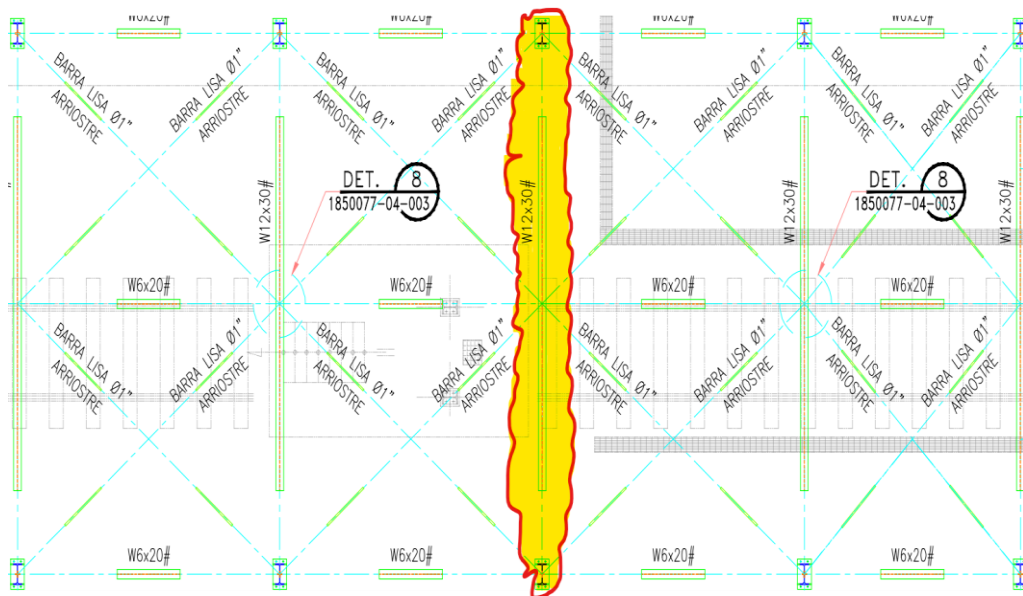 W6x20#
W6x20#
W6x20#
W6x20#
BARRA LISA Ø1"
ARRIOSTRE
BARRA LISA Ø1"
ARRIOSTRE
BARRA LISA Ø1"
ARRIOSTRE
BARRA LISA Ø1"
ARRIOSTRE
BARRA LISA Ø1"
ARRIOSTRE
BARRA LISA Ø1"
ARRIOSTRE
BARRA LISA Ø1"
ARRIOSTRE
BARRA LISA Ø1"
ARRIOSTRE
DET. 8
1850077-04-003
DET. 8
1850077-04-003
W12x30#
W12x30#
W12x30#
W12x30#
W6x20#
W6x20#
W6x20#
W6x20#
BARRA LISA Ø1"
ARRIOSTRE
BARRA LISA Ø1"
ARRIOSTRE
BARRA LISA Ø1"
ARRIOSTRE
BARRA LISA Ø1"
ARRIOSTRE
BARRA LISA Ø1"
ARRIOSTRE
BARRA LISA Ø1"
ARRIOSTRE
BARRA LISA Ø1"
ARRIOSTRE
BARRA LISA Ø1"
ARRIOSTRE
W6x20#
W6x20#
W6x20#
W6x20#